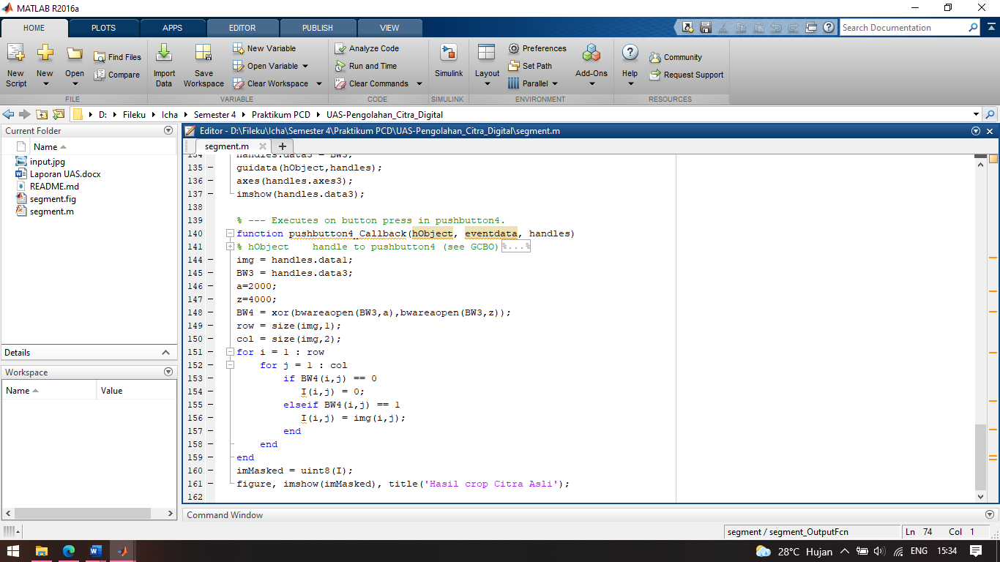 MATLAB R2016a
HOME PLOTS APPS EDITOR PUBLISH VIEW
Search Documentation
New Script
New
Open
Find Files
Compare
FILE
Import Data
Save Workspace
New Variable
Open Variable
Clear Workspace
VARIABLE
Analyze Code
Run and Time
Clear Commands
CODE
Simulink
SIMULINK
Layout
Preferences
Set Path
Parallel
Add-Ons
ENVIRONMENT
Help
Community
Request Support
RESOURCES
D: Fileku Icha Semester 4 Praktikum PCD UAS-Pengolahan_Citra_Digital
Current Folder
Name
input.jpg
Laporan UAS.docx
README.md
segment.fig
segment.m
Details
Workspace
Name Value
Editor - D:\Fileku\Icha\Semester 4\Praktikum PCD\UAS-Pengolahan_Citra_Digital\segment.m
segment.m
134 handles.data3 = BW3;
135 guidata(hObject,handles);
136 axes(handles.axes3);
137 imshow(handles.data3);
138
139 % --- Executes on button press in pushbutton4.
140 function pushbutton4_Callback(hObject, eventdata, handles)
141 % hObject    handle to pushbutton4 (see GCBO) %...%
144 img = handles.data1;
145 BW3 = handles.data3;
146 a=2000;
147 z=4000;
148 BW4 = xor(bwareaopen(BW3,a),bwareaopen(BW3,z));
149 row = size(img,1);
150 col = size(img,2);
151 for i = 1 : row
152     for j = 1 : col
153         if BW4(i,j) == 0
154            I(i,j) = 0;
155         elseif BW4(i,j) == 1
156            I(i,j) = img(i,j);
157         end
158     end
159 end
160 imMasked = uint8(I);
161 figure, imshow(imMasked), title('Hasil crop Citra Asli');
162
Command Window
segment / segment_OutputFcn Ln 74 Col 1
28°C Hujan ENG 15:34